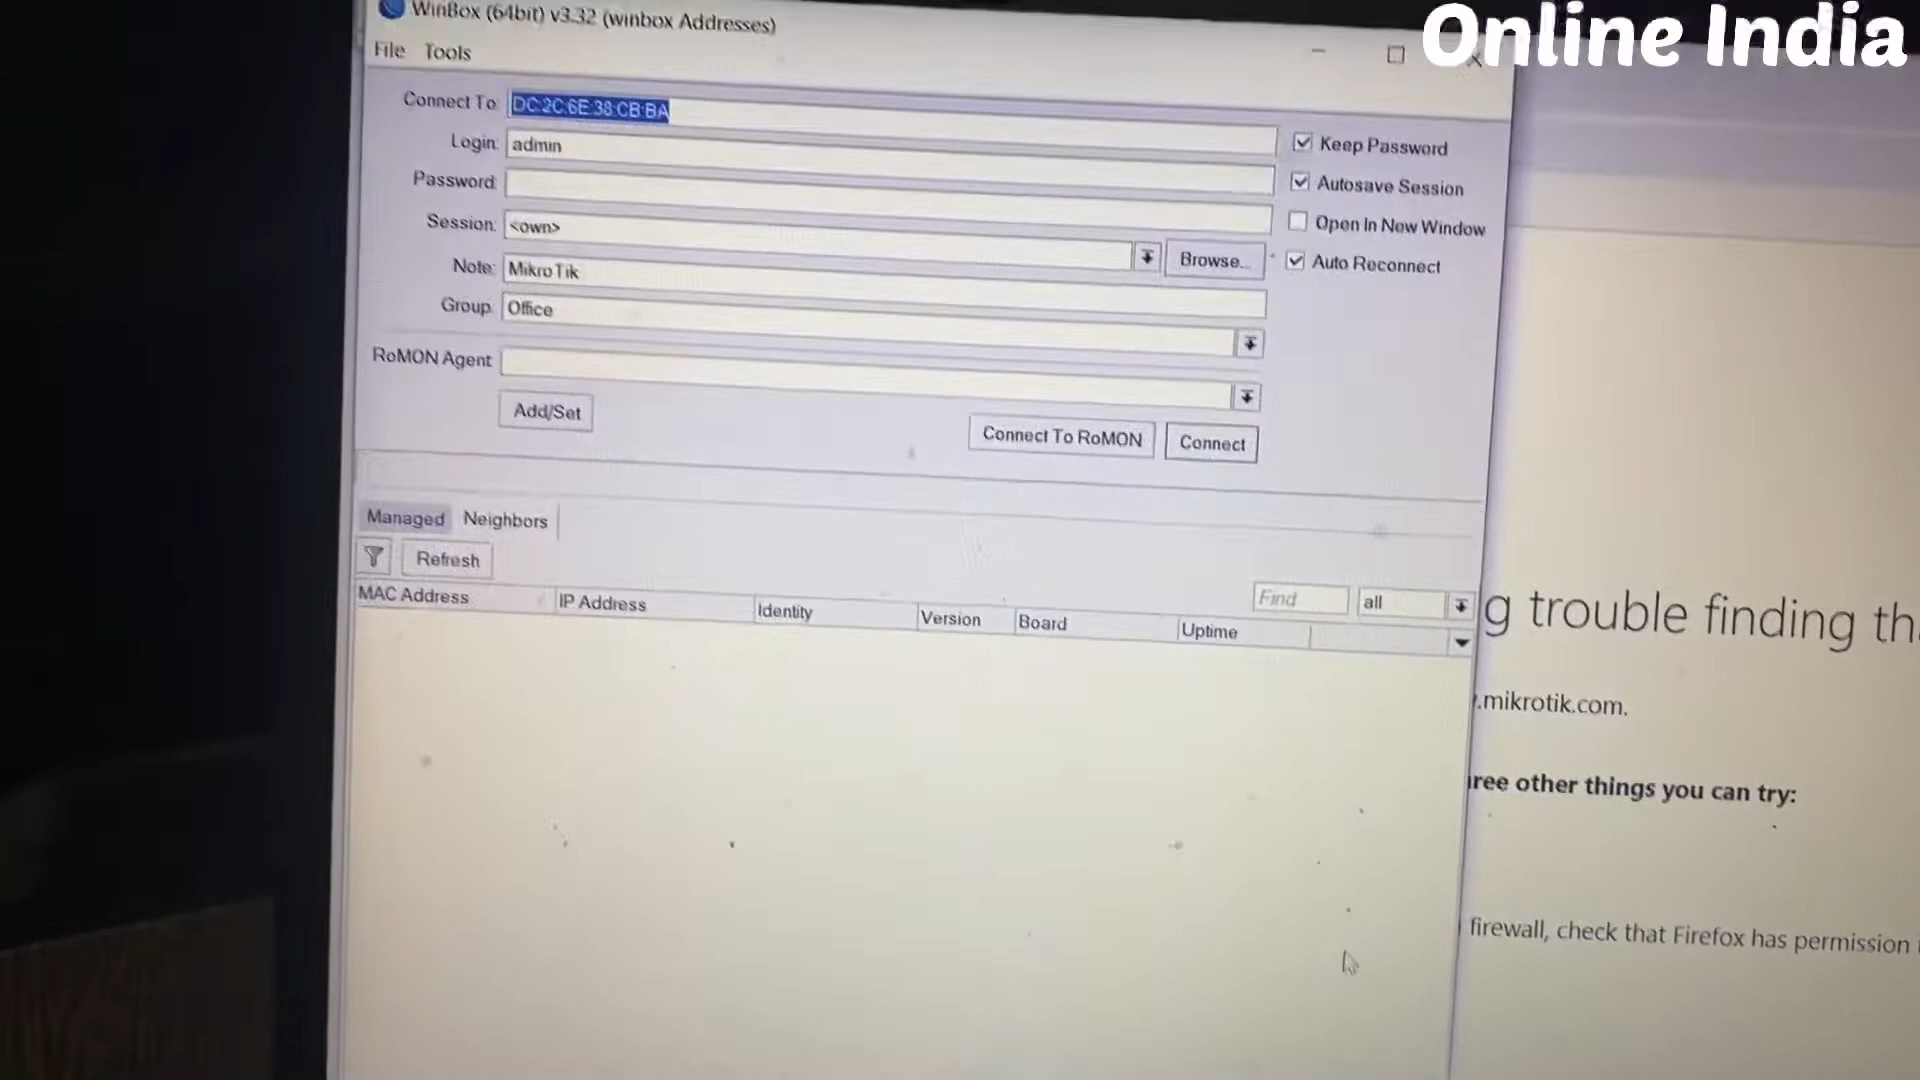 Online India
WinBox (64bit) v3.32 (winbox Addresses)
File Tools
Connect To: DC:2C:6E:38:CB:BA
Keep Password
Login: admin
Autosave Session
Password:
Open In New Window
Session: <own>
Browse...
Auto Reconnect
Note: MikroTik
Group: Office
RoMON Agent:
Add/Set
Connect To RoMON
Connect
Managed Neighbors
Refresh
Find
all
MAC Address IP Address Identity Version Board Uptime
g trouble finding
.mikrotik.com.
other things you can try:
firewall, check that Firefox has permission